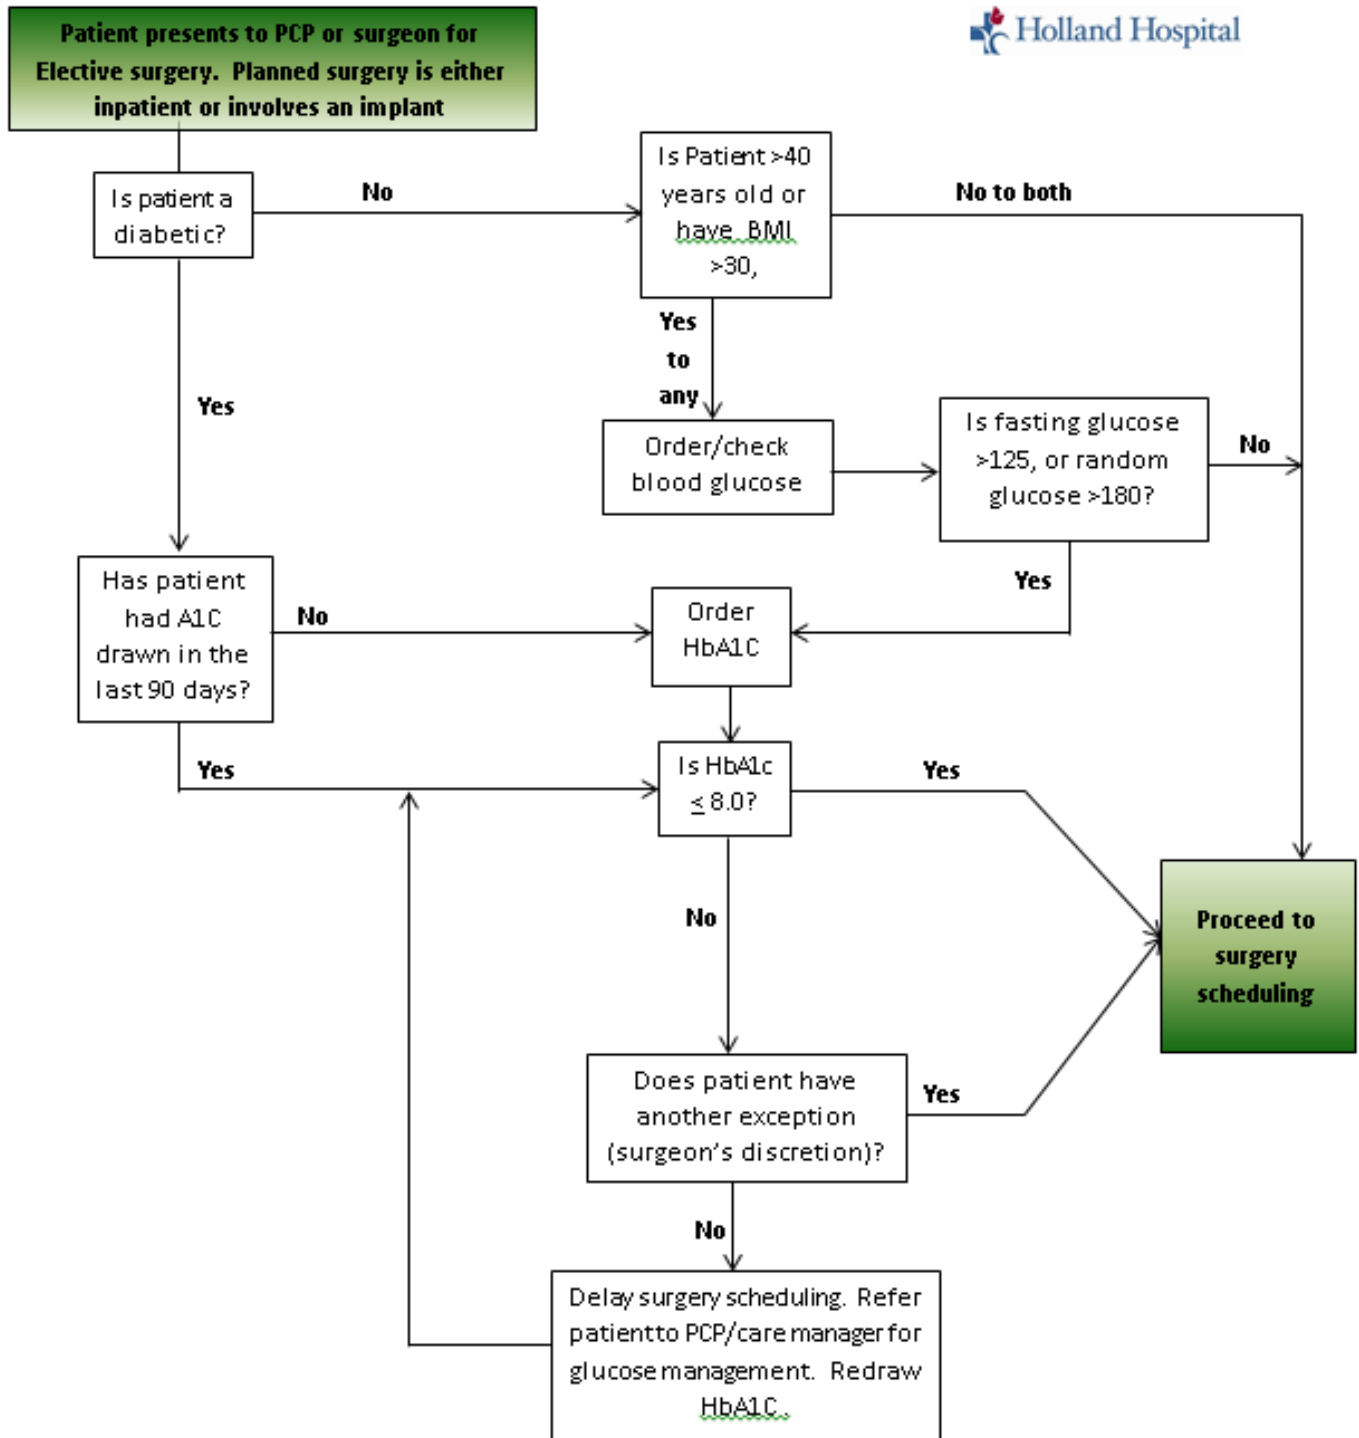 Patient presents to PCP or surgeon for
Elective surgery. Planned surgery is either
inpatient or involves an implant
Holland Hospital
Is patient a
diabetic?
No
Is Patient >40
years old or
have BMI
>30,
No to both
Yes
to
any
Yes
Order/check
blood glucose
Is fasting glucose
>125, or random
glucose >180?
No
Yes
Has patient
had A1C
drawn in the
last 90 days?
No
Order
HbA1C
Yes
Is HbA1c
≤ 8.0?
Yes
No
Proceed to
surgery
scheduling
Does patient have
another exception
(surgeon's discretion)?
Yes
No
Delay surgery scheduling. Refer
patient to PCP/care manager for
glucose management. Redraw
HbA1C.